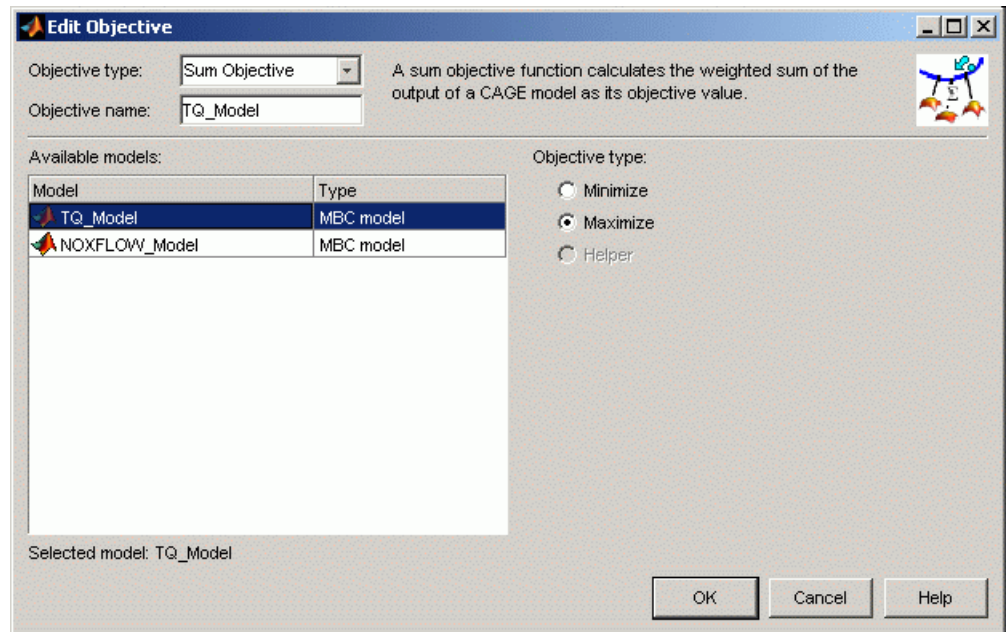 Edit Objective
Objective type: Sum Objective
A sum objective function calculates the weighted sum of the
output of a CAGE model as its objective value.
Objective name: TQ_Model
Available models:
Model Type
TQ_Model MBC model
NOXFLOW_Model MBC model
Selected model: TQ_Model
Objective type:
Minimize
Maximize
Helper
OK Cancel Help